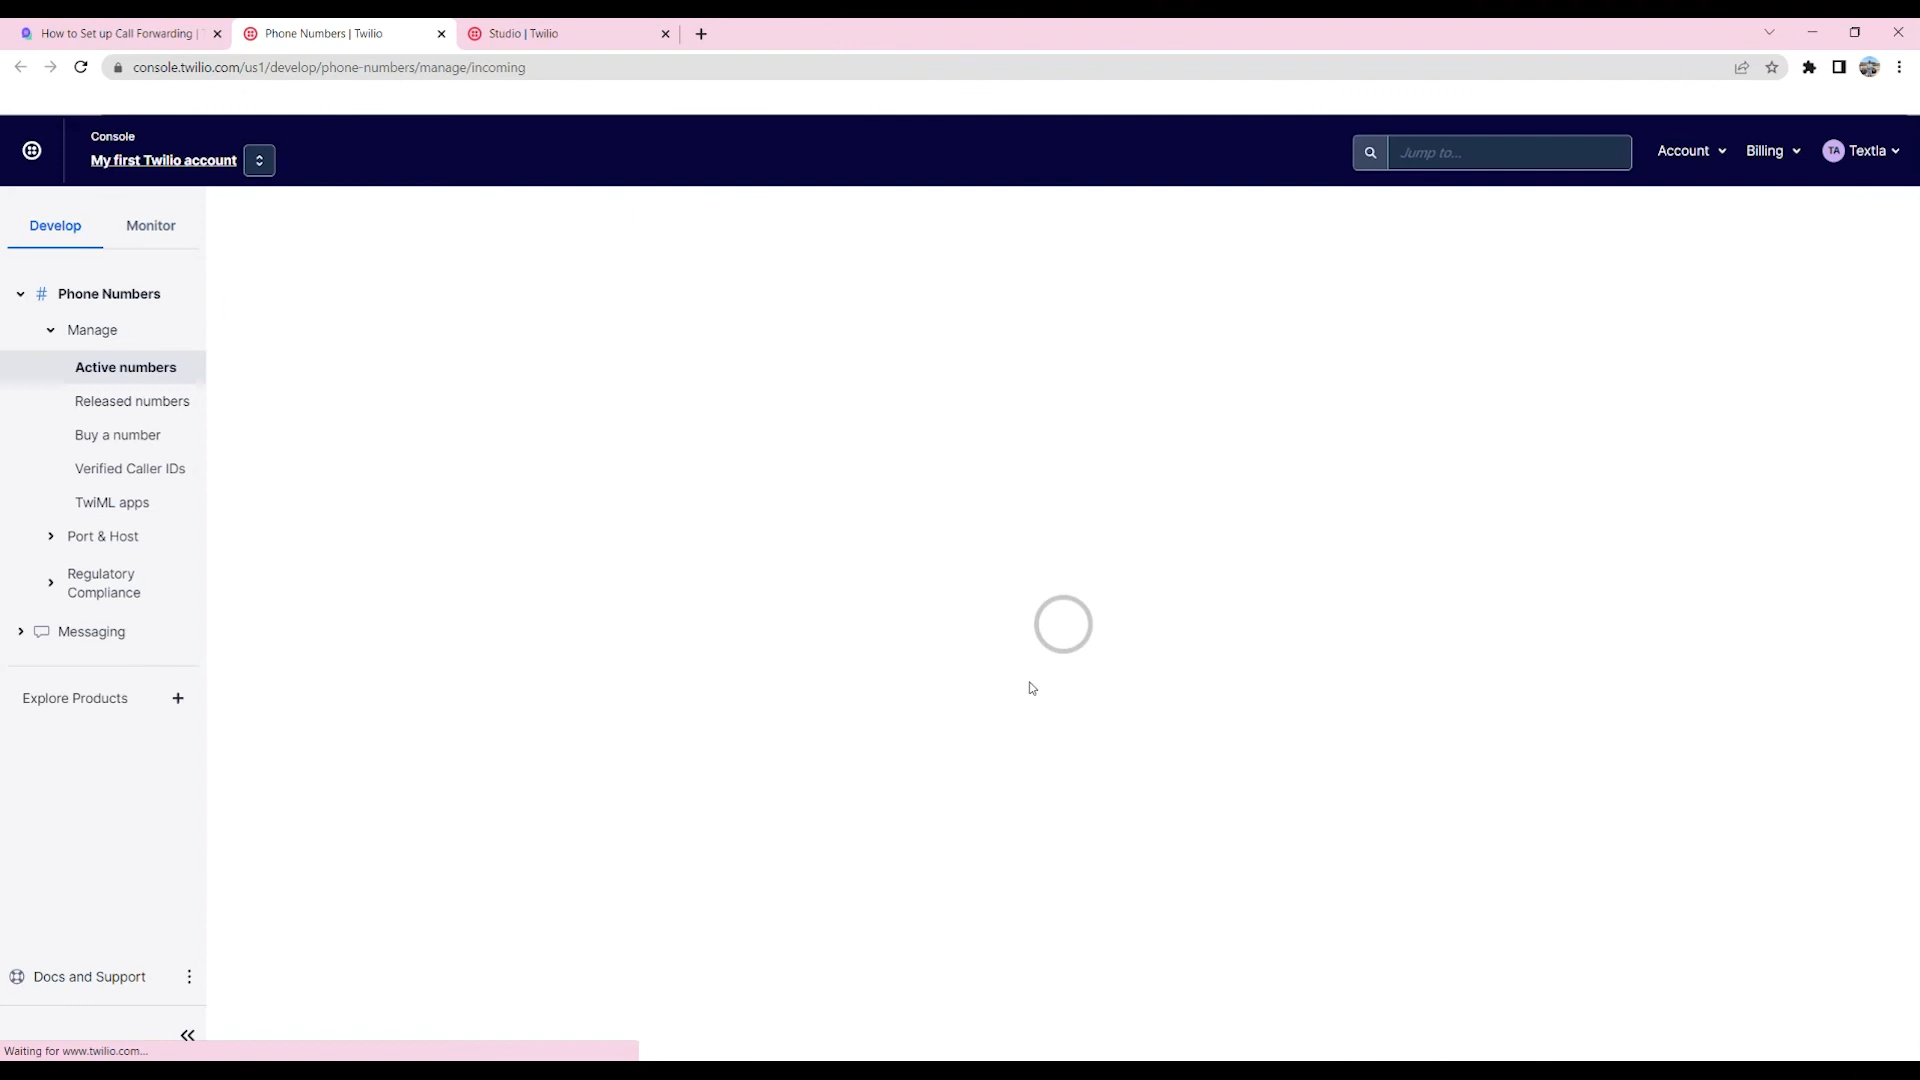 How to Set up Call Forwarding |
Phone Numbers | Twilio
Studio | Twilio
console.twilio.com/us1/develop/phone-numbers/manage/incoming
Console
My first Twilio account
Jump to...
Account
Billing
TA
Textla
Develop
Monitor
# Phone Numbers
Manage
Active numbers
Released numbers
Buy a number
Verified Caller IDs
TwiML apps
Port & Host
Regulatory
Compliance
Messaging
Explore Products +
Docs and Support
Waiting for www.twilio.com...